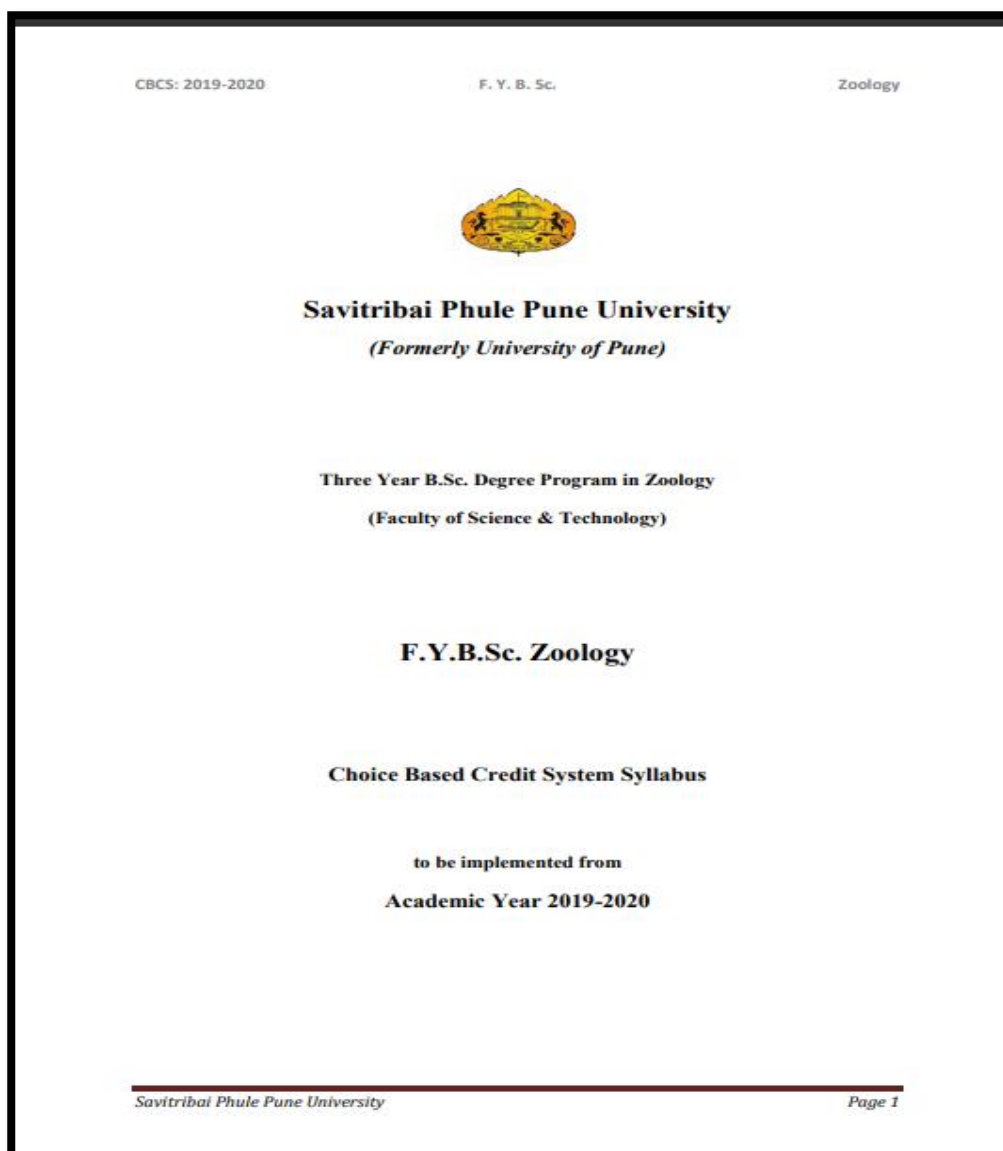 CBCS: 2019-2020 F. Y. B. Sc. Zoology
Savitribai Phule Pune University
(Formerly University of Pune)
Three Year B.Sc. Degree Program in Zoology
(Faculty of Science & Technology)
F.Y.B.Sc. Zoology
Choice Based Credit System Syllabus
to be implemented from
Academic Year 2019-2020
Savitribai Phule Pune University Page 1